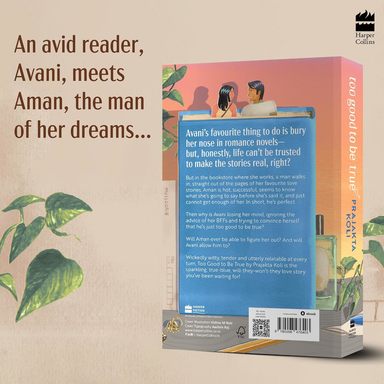 An avid reader,
Avani, meets
Aman, the man
of her dreams...
Harper
Collins
Avani's favourite thing to do is bury
her nose in romance novels—
but, honestly, life can't be trusted
to make the stories real, right?
But in the bookstore where she works, a man walks
in straight out of the pages of her favourite love
stories. Aman is hot, successful, seems to know
what she's going to say before she's said it, and just
cannot get enough of her. In short, he's perfect.
Then why is Avani losing her mind, ignoring the
advice of her BFFs and trying to convince herself
that he's just too good to be true?
Will Aman ever be able to figure her out? And will
Avani allow him to?
Wickedly witty, tender and utterly relatable at every
turn, Too Good to Be True by Prajakta Koli is the
sparkling, true-blue, will they-won't they love story
you've been waiting for!
too good to be true
PRAJAKTA
KOLI